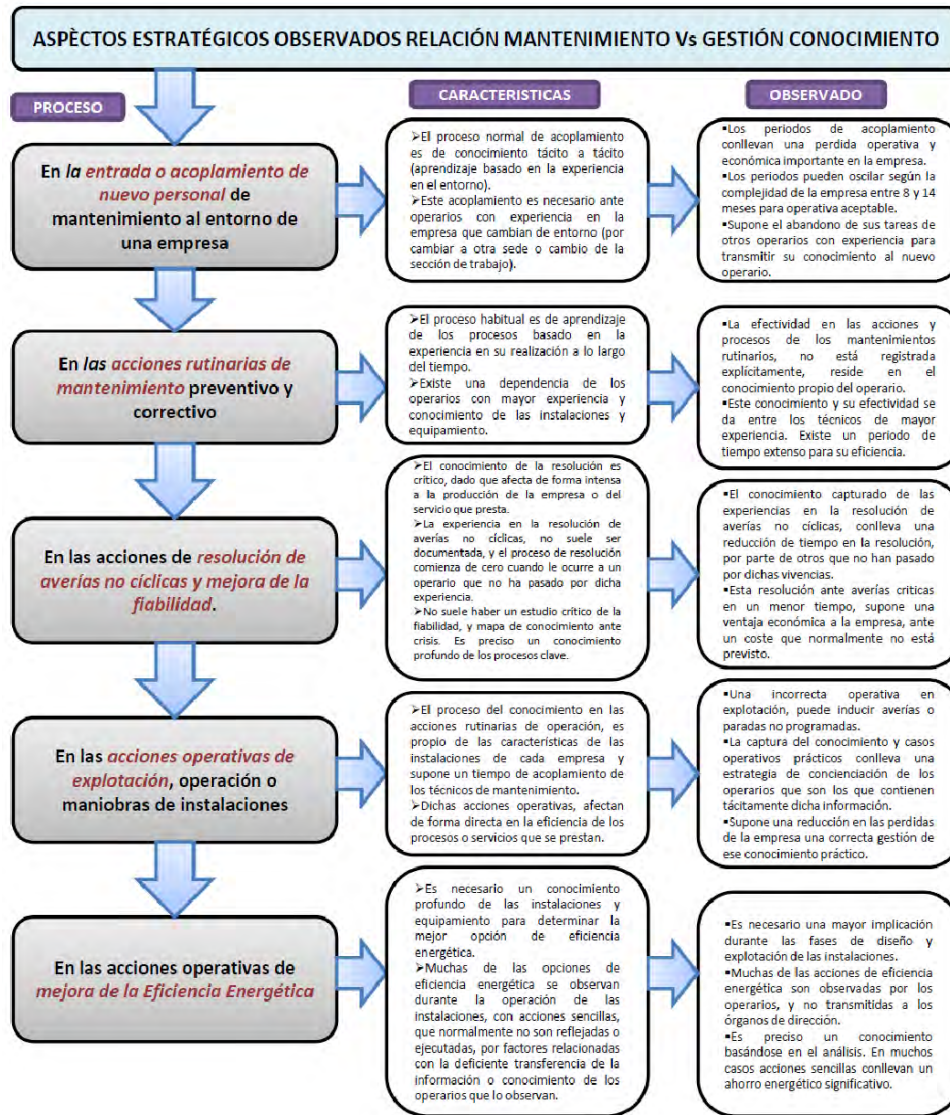 ASPÈCTOS ESTRATÉGICOS OBSERVADOS RELACIÓN MANTENIMIENTO Vs GESTIÓN CONOCIMIENTO
PROCESO
CARACTERISTICAS
OBSERVADO
En la entrada o acoplamiento de
nuevo personal de
mantenimiento al entorno de
una empresa
➢El proceso normal de acoplamiento
es de conocimiento tácito a tácito
(aprendizaje basado en la experiencia
en el entorno).
➢Este acoplamiento es necesario ante
operarios con experiencia en la
empresa que cambian de entorno (por
cambiar a otra sede o cambio de la
sección de trabajo).
▪Los periodos de acoplamiento
conllevan una perdida operativa y
económica importante en la empresa.
▪Los periodos pueden oscilar según la
complejidad de la empresa entre 8 y 14
meses para operativa aceptable.
▪Supone el abandono de sus tareas de
otros operarios con experiencia para
transmitir su conocimiento al nuevo
operario.
En las acciones rutinarias de
mantenimiento preventivo y
correctivo
➢El proceso habitual es de aprendizaje
de los procesos basado en la
experiencia en su realización a lo largo
del tiempo.
➢Existe una dependencia de los
operarios con mayor experiencia y
conocimiento de las instalaciones y
equipamiento.
▪La efectividad en las acciones y
procesos de los mantenimientos
rutinarios, no está registrada
explícitamente, reside en el
conocimiento propio del operario.
▪Este conocimiento y su efectividad se
da entre los técnicos de mayor
experiencia. Existe un periodo de
tiempo extenso para su eficiencia.
En las acciones de resolución de
averías no cíclicas y mejora de la
fiabilidad.
➢El conocimiento de la resolución es
crítico, dado que afecta de forma intensa
a la producción de la empresa o del
servicio que presta.
➢La experiencia en la resolución de
averías no cíclicas, no suele ser
documentada, y el proceso de resolución
comienza de cero cuando le ocurre a un
operario que no ha pasado por dicha
experiencia.
➢No suele haber un estudio crítico de la
fiabilidad, y mapa de conocimiento ante
crisis. Es preciso un conocimiento
profundo de los procesos clave.
▪El conocimiento capturado de las
experiencias en la resolución de
averías no cíclicas, conlleva una
reducción de tiempo en la resolución,
por parte de otros que no han pasado
por dichas vivencias.
▪Esta resolución ante averías criticas
en un menor tiempo, supone una
ventaja económica a la empresa, ante
un coste que normalmente no está
previsto.
En las acciones operativas de
explotación, operación o
maniobras de instalaciones
➢El proceso del conocimiento en las
acciones rutinarias de operación, es
propio de las características de las
instalaciones de cada empresa y
supone un tiempo de acoplamiento de
los técnicos de mantenimiento.
➢Dichas acciones operativas, afectan
de forma directa en la eficiencia de los
procesos o servicios que se prestan.
▪Una incorrecta operativa en
explotación, puede inducir averías o
paradas no programadas.
▪La captura del conocimiento y casos
operativos prácticos conlleva una
estrategia de concienciación de los
operarios que son los que contienen
tácitamente dicha información.
▪Supone una reducción en las perdidas
de la empresa una correcta gestión de
ese conocimiento práctico.
En las acciones operativas de
mejora de la Eficiencia Energética
➢Es necesario un conocimiento
profundo de las instalaciones y
equipamiento para determinar la
mejor opción de eficiencia
energética.
➢Muchas de las opciones de
eficiencia energética se observan
durante la operación de las
instalaciones, con acciones sencillas,
que normalmente no son reflejadas o
ejecutadas, por factores relacionadas
con la deficiente transferencia de la
información o conocimiento de los
operarios que lo observan.
▪Es necesario una mayor implicación
durante las fases de diseño y
explotación de las instalaciones.
▪Muchas de las acciones de eficiencia
energética son observadas por los
operarios, y no transmitidas a los
órganos de dirección.
▪Es preciso un conocimiento
basándose en el análisis. En muchos
casos acciones sencillas conllevan un
ahorro energético significativo.